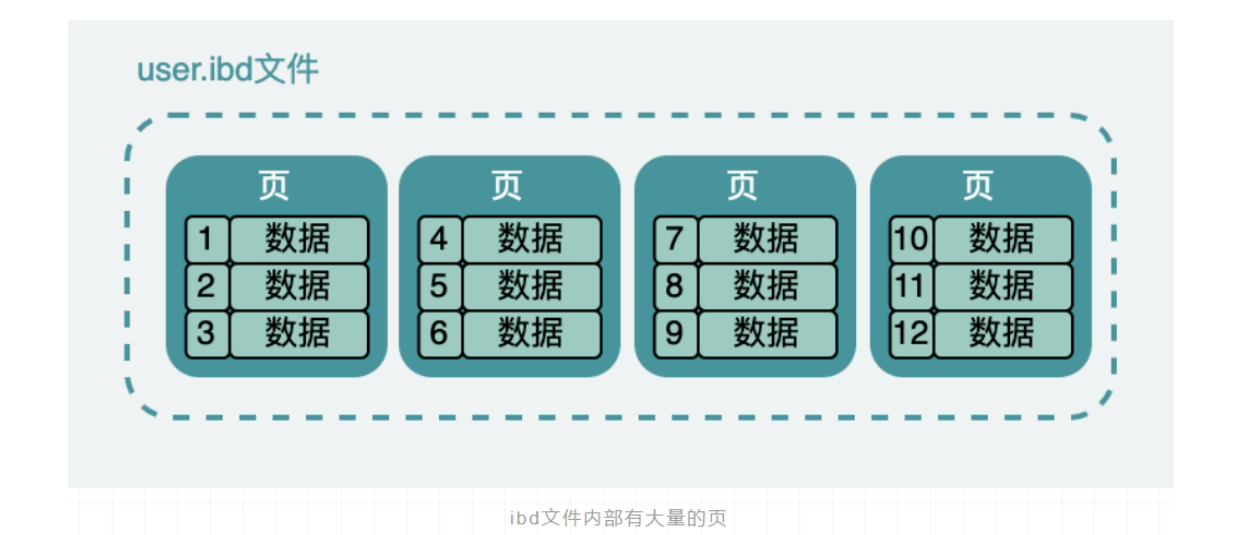 user.ibd文件
页 页 页 页
1 数据 4 数据 7 数据 10 数据
2 数据 5 数据 8 数据 11 数据
3 数据 6 数据 9 数据 12 数据
ibd文件内部有大量的页